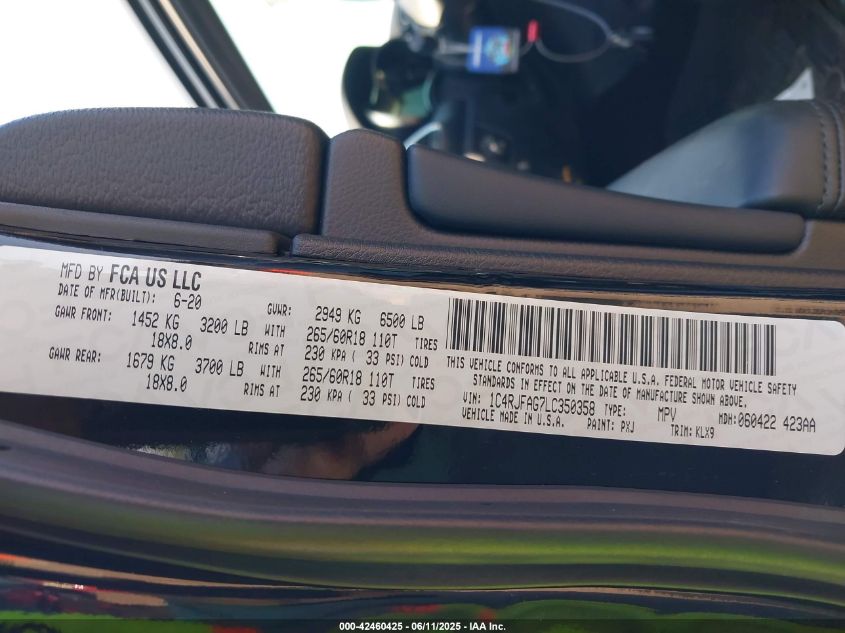 MFD BY FCA US LLC
DATE OF MFR(BUILT): 6-20 GVWR: 2949 KG 6500 LB
GAWR FRONT: 1452 KG 3200 LB WITH 265/60R18 110T TIRES
18X8.0 RIMS AT 230 KPA ( 33 PSI) COLD
GAWR REAR: 1679 KG 3700 LB WITH 265/60R18 110T TIRES
18X8.0 RIMS AT 230 KPA ( 33 PSI) COLD
THIS VEHICLE CONFORMS TO ALL APPLICABLE U.S.A. FEDERAL MOTOR VEHICLE SAFETY
STANDARDS IN EFFECT ON THE DATE OF MANUFACTURE SHOWN ABOVE.
VIN: 1C4RJFAG7LC350358 TYPE: MPV MDH:060422 423AA
VEHICLE MADE IN U.S.A. PAINT: PXJ TRIM: KLX9
000-42460425 - 06/11/2025 - IAA Inc.